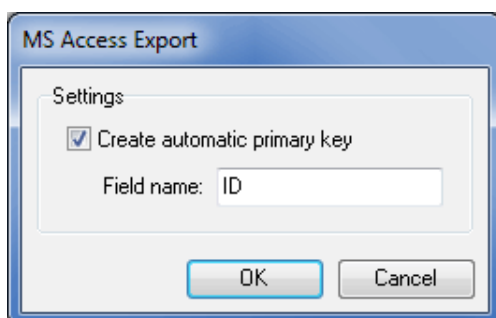 MS Access Export
Settings
Create automatic primary key
Field name: ID
OK Cancel